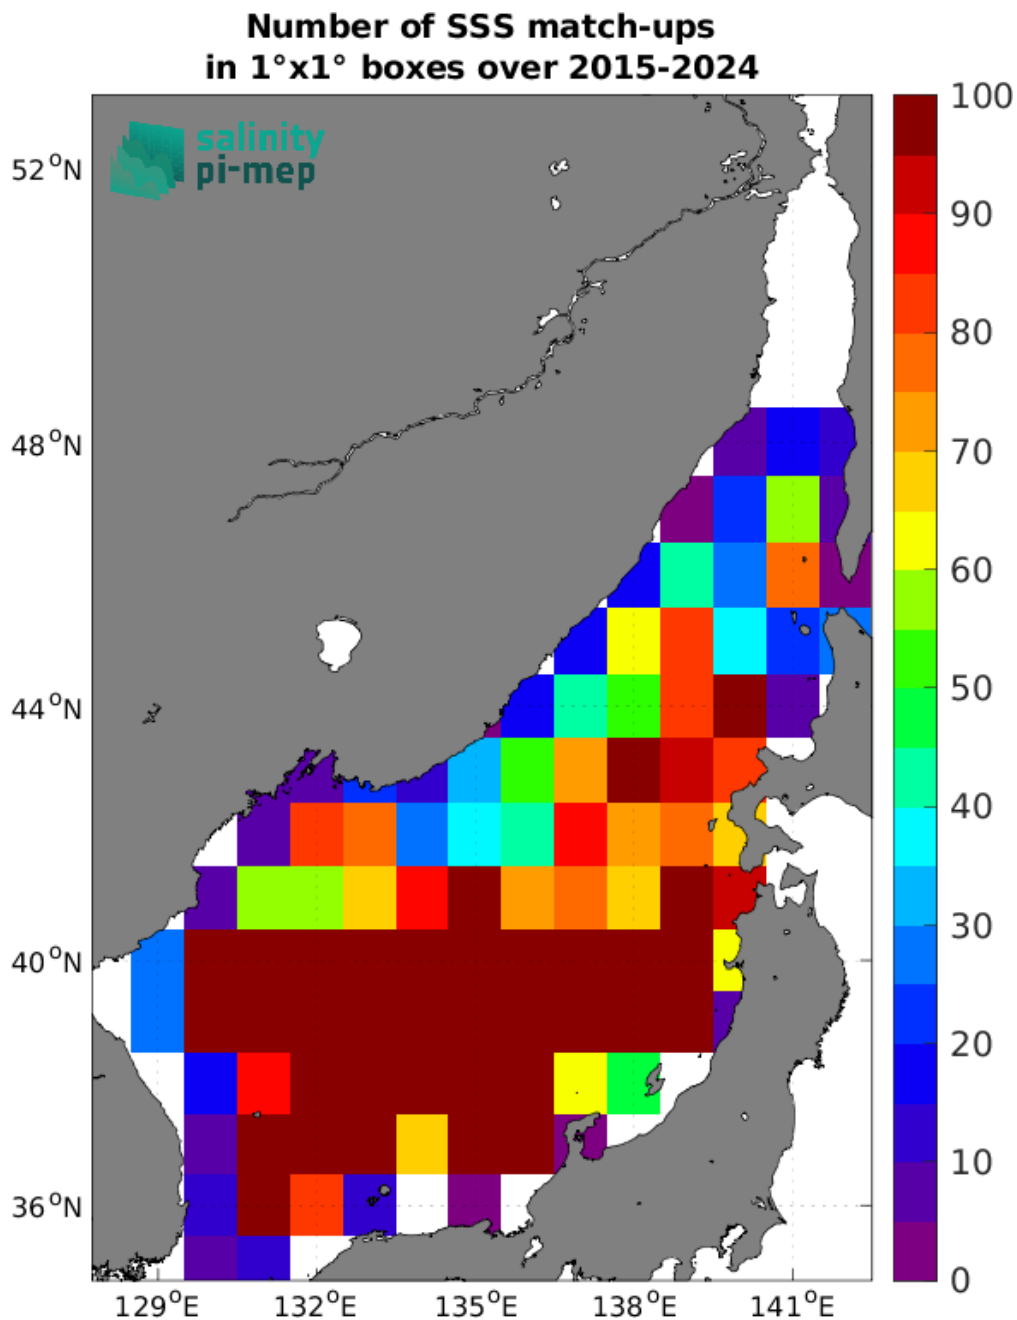 Number of SSS match-ups
in 1°x1° boxes over 2015-2024
salinity
pi-mep
52°N
48°N
44°N
40°N
36°N
129°E 132°E 135°E 138°E 141°E
100
90
80
70
60
50
40
30
20
10
0